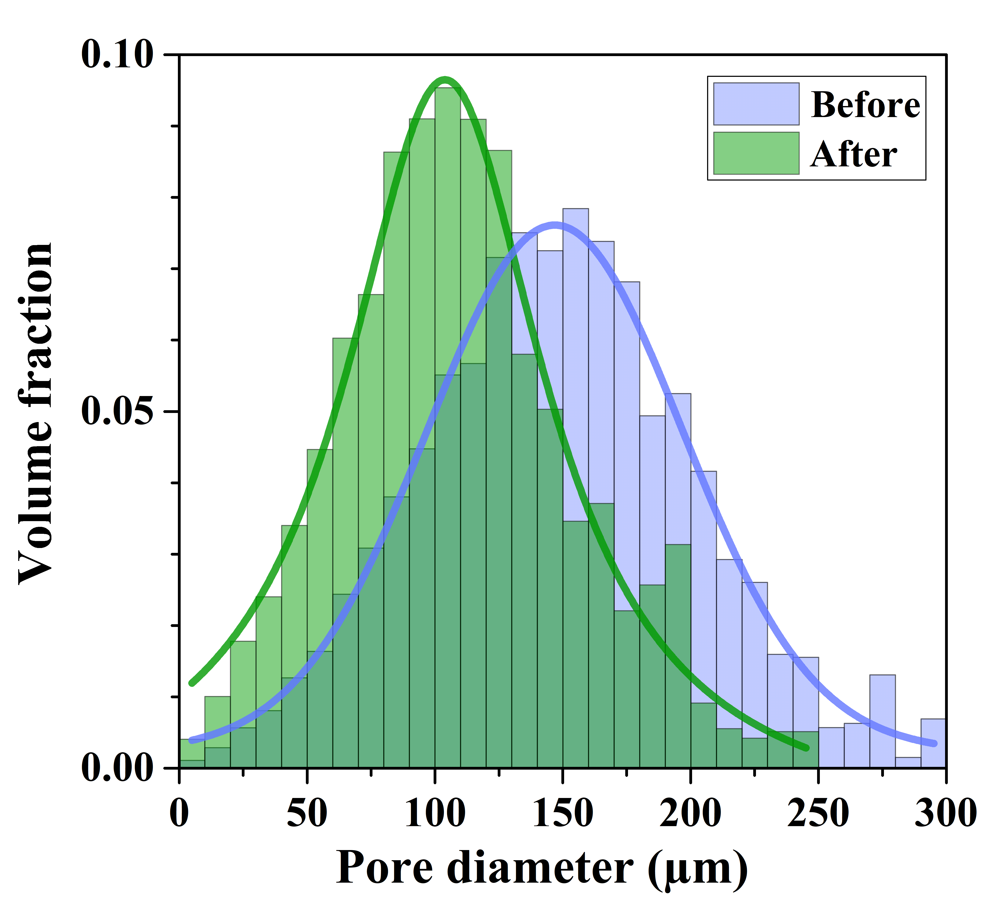 0.10
0.05
0.00
Volume fraction
Before
After
0 50 100 150 200 250 300
Pore diameter (μm)